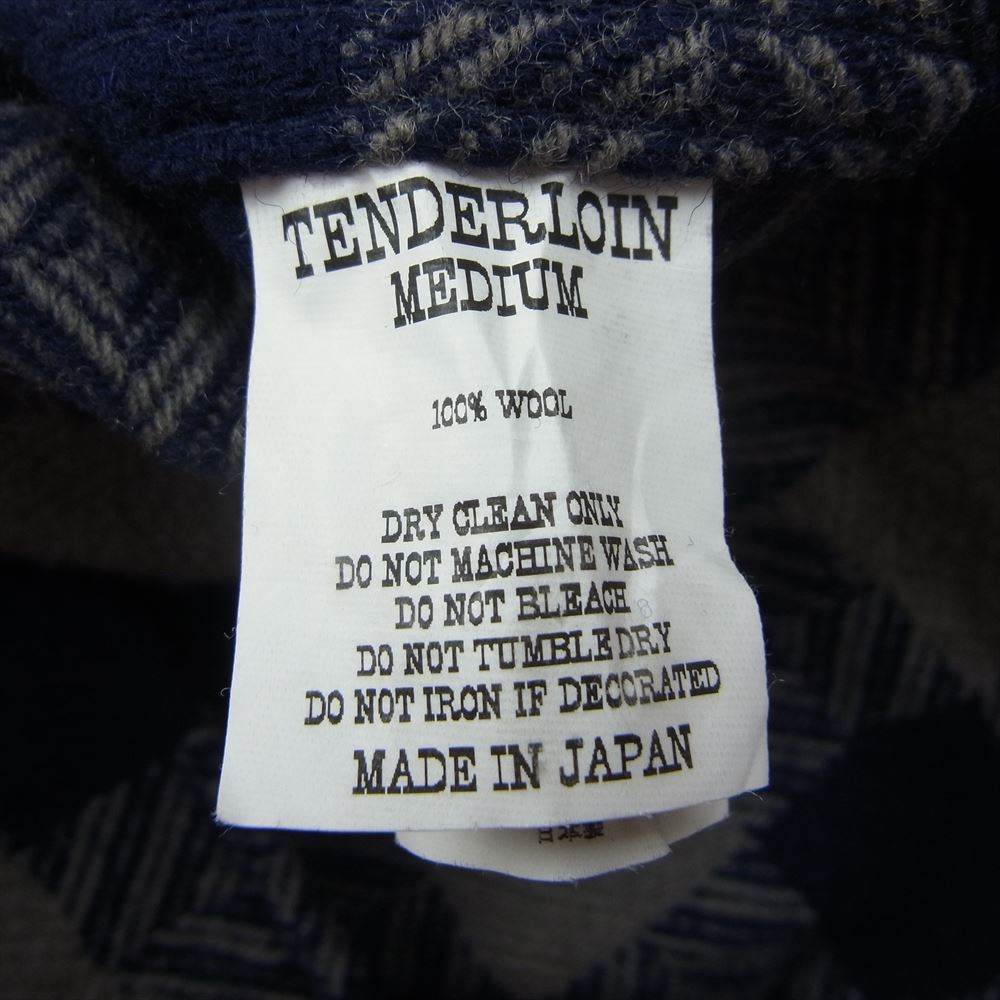 TENDERLOIN
MEDIUM
100% WOOL
DRY CLEAN ONLY
DO NOT MACHINE WASH
DO NOT BLEACH
DO NOT TUMBLE DRY
DO NOT IRON IF DECORATED
MADE IN JAPAN